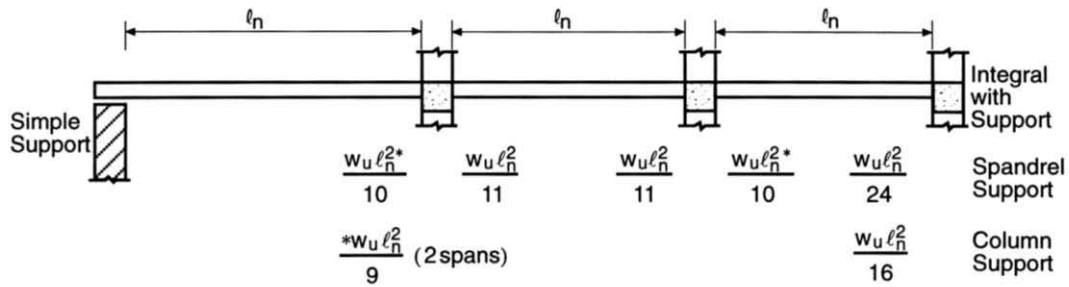 ℓn ℓn ℓn
Integral
with
Support
Simple
Support
wuℓn²*/10 wuℓn²/11 wuℓn²/11 wuℓn²*/10 wuℓn²/24
Spandrel
Support
*wuℓn²/9 (2 spans) wuℓn²/16
Column
Support